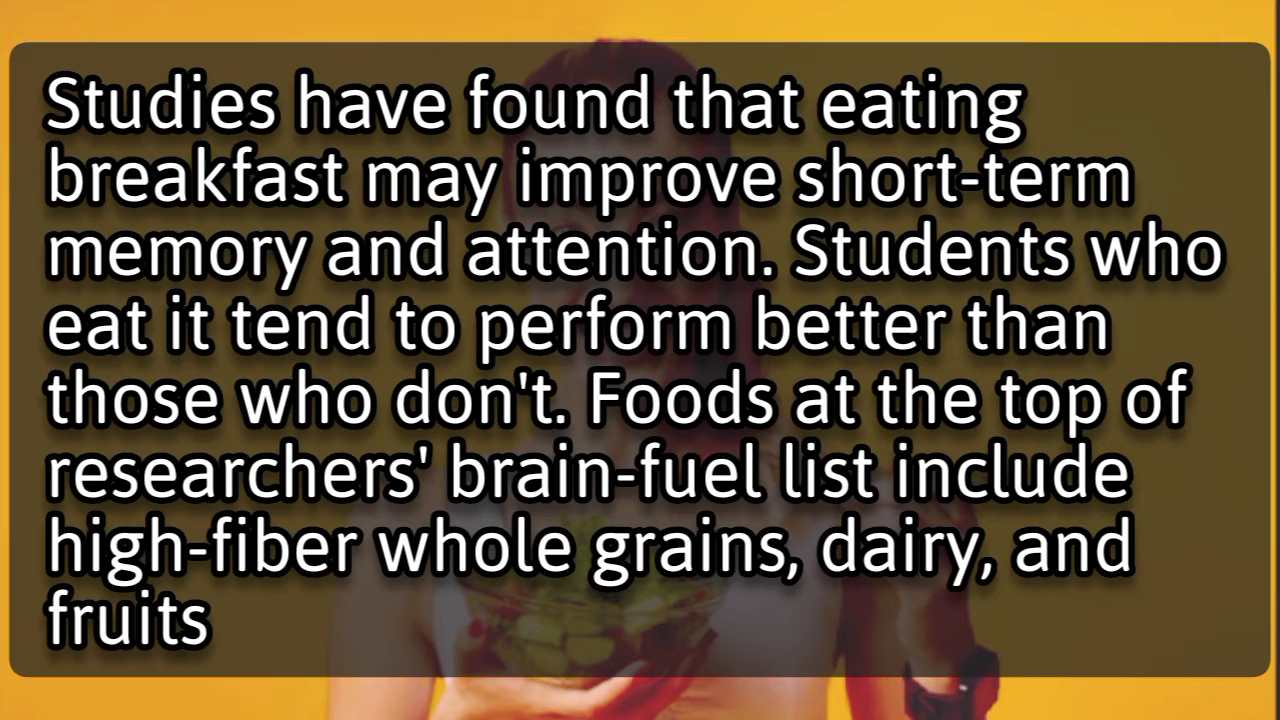 Studies have found that eating
breakfast may improve short-term
memory and attention. Students who
eat it tend to perform better than
those who don't. Foods at the top of
researchers' brain-fuel list include
high-fiber whole grains, dairy, and
fruits